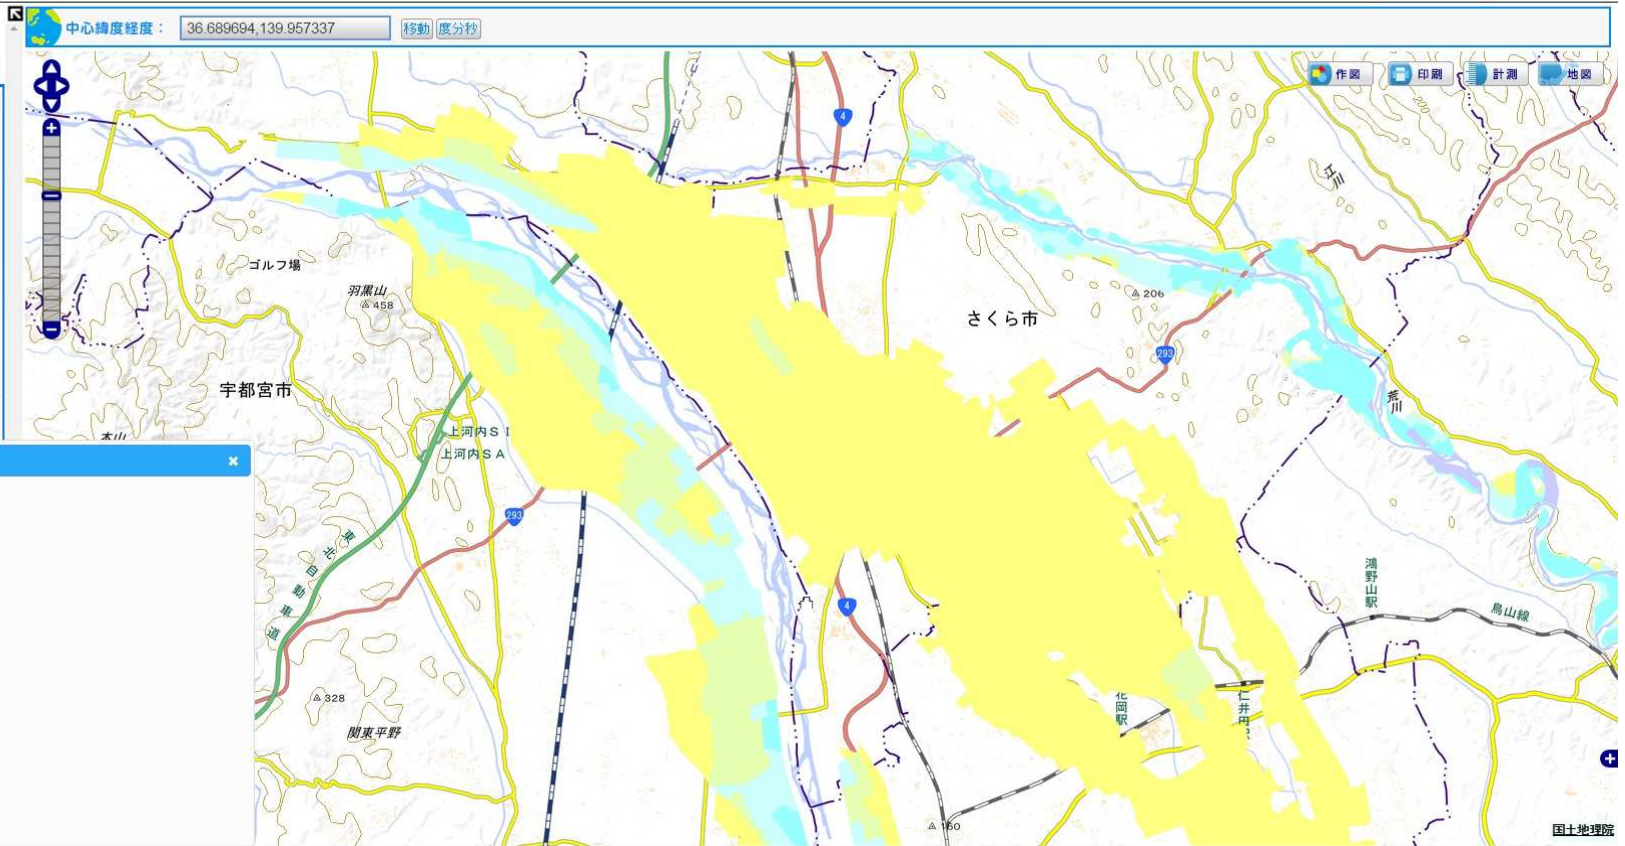 中心緯度経度：
36.689694,139.957337
移動
度分秒
作図
印刷
計測
地図
4
江川
ゴルフ場
羽黒山
458
206
さくら市
293
宇都宮市
荒川
本山
上河内ＳＩ
上河内ＳＡ
293
東北自動車道
鴻野山駅
4
烏山線
328
花岡駅
仁井田
関東平野
160
国土地理院